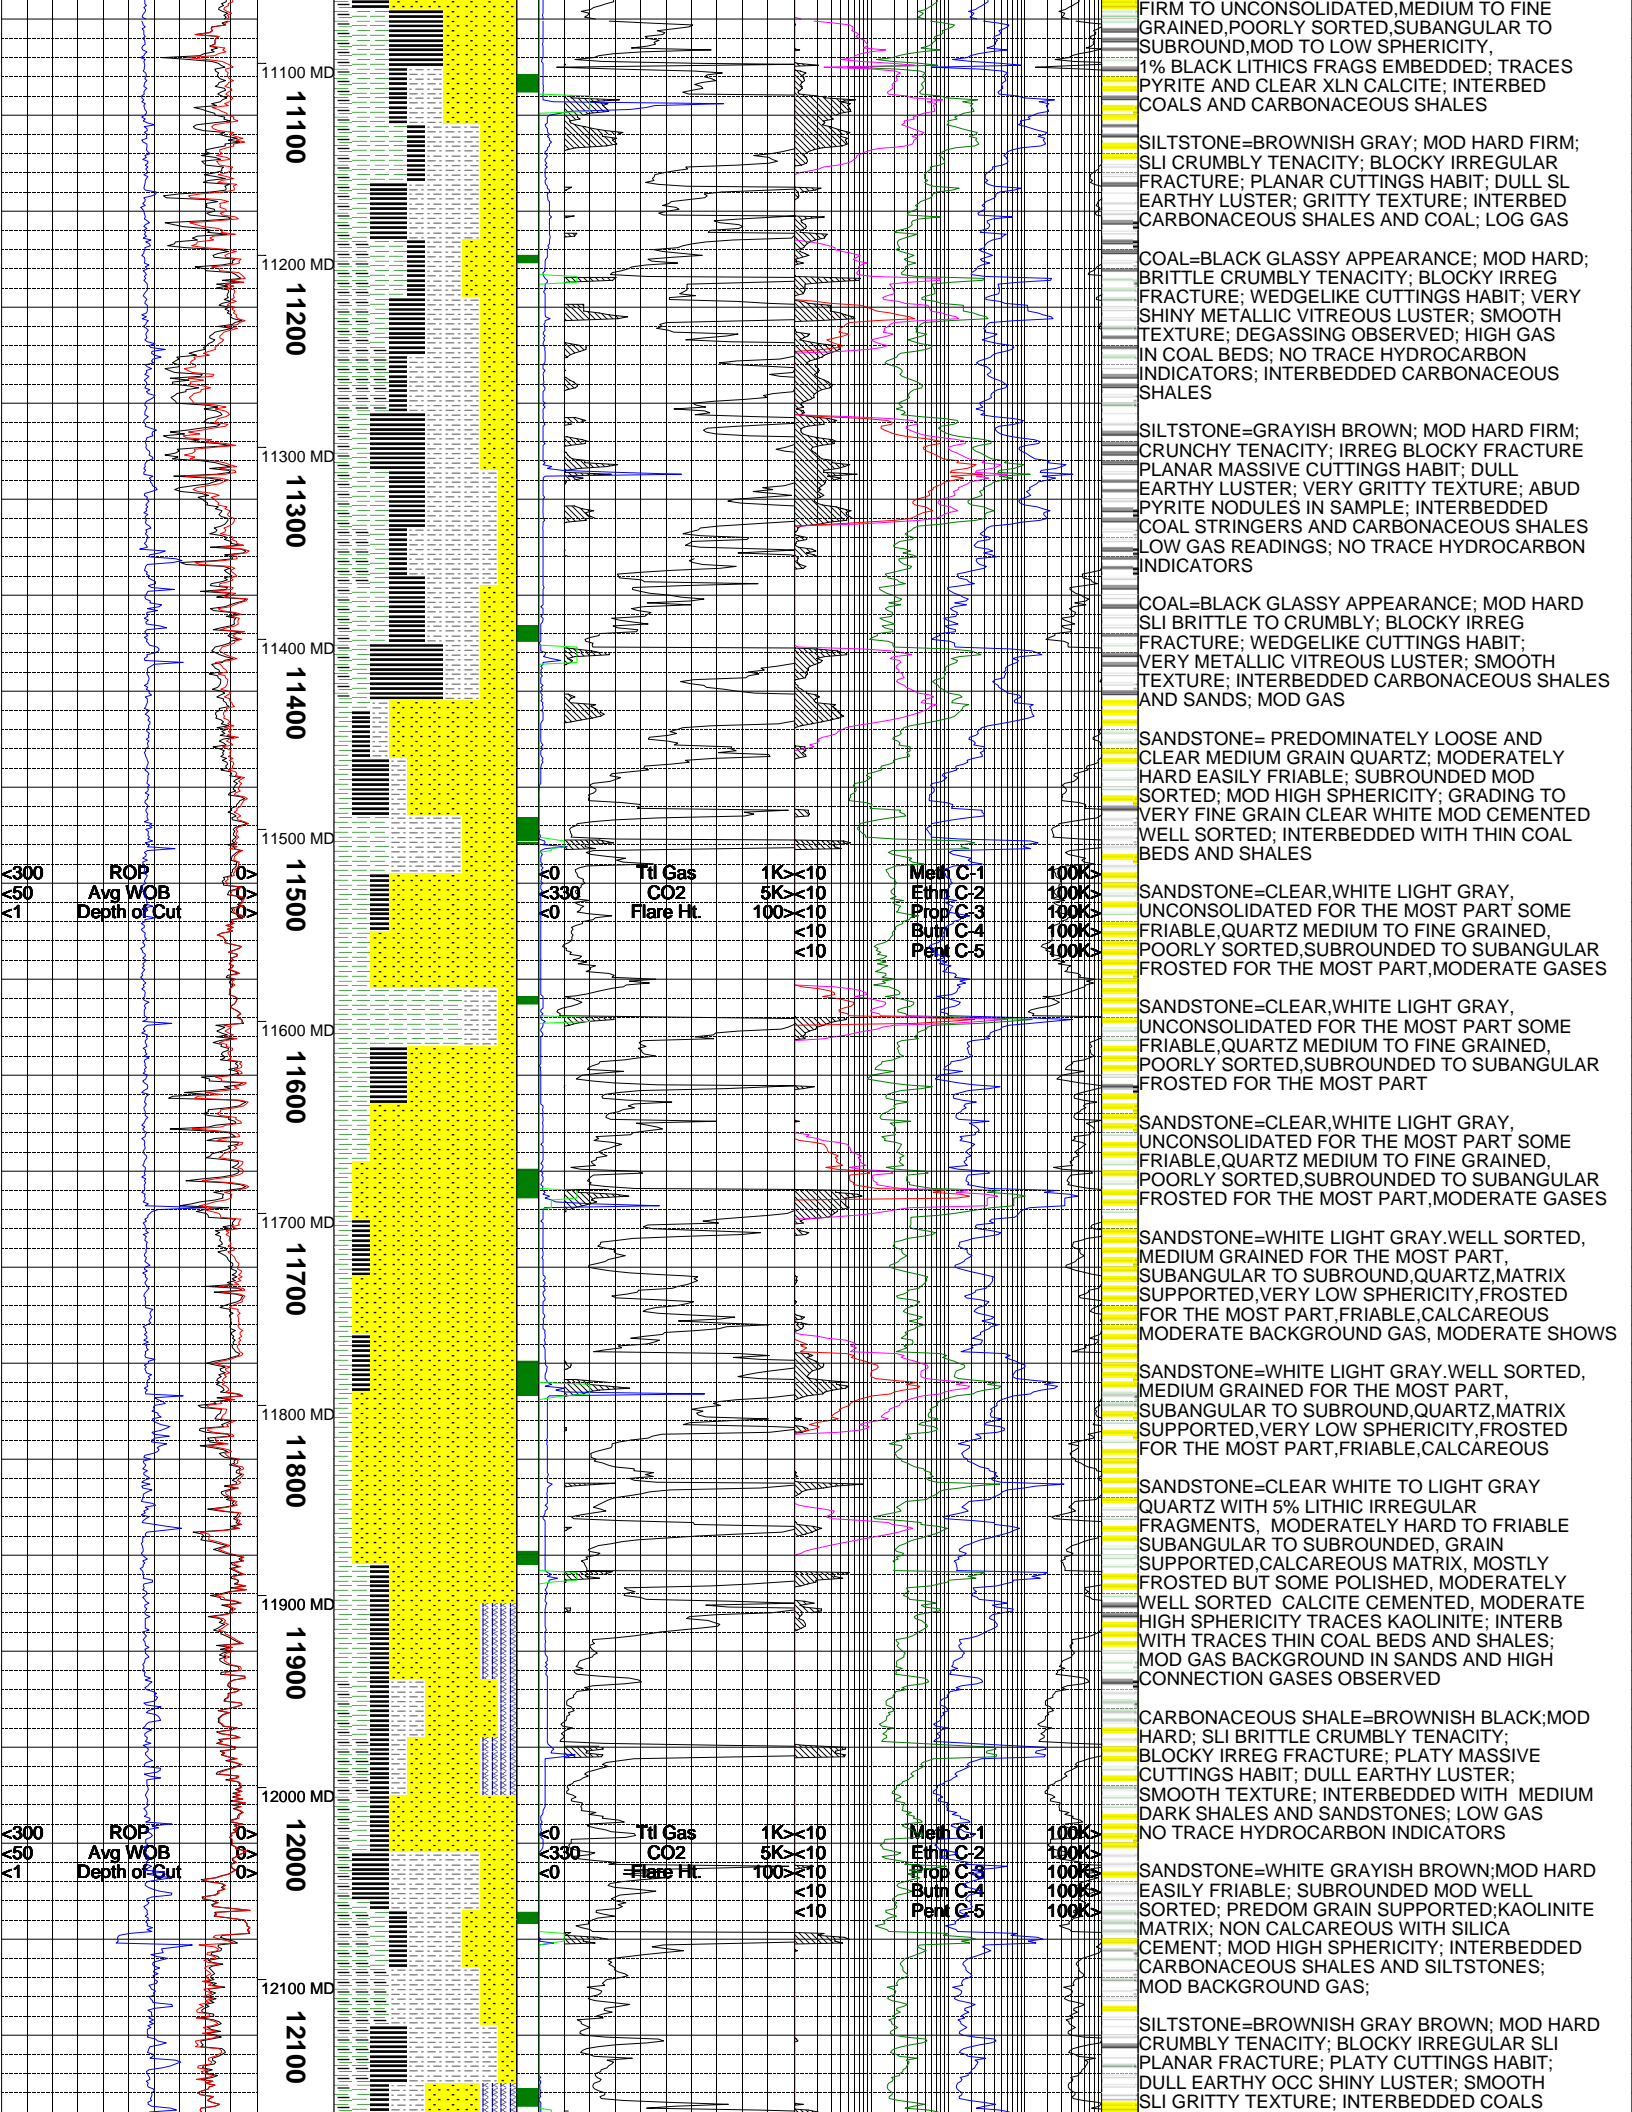 FIRM TO UNCONSOLIDATED,MEDIUM TO FINE
GRAINED,POORLY SORTED,SUBANGULAR TO
SUBROUND,MOD TO LOW SPHERICITY,
1% BLACK LITHICS FRAGS EMBEDDED; TRACES
PYRITE AND CLEAR XLN CALCITE; INTERBED
COALS AND CARBONACEOUS SHALES
11100 MD
11100
SILTSTONE=BROWNISH GRAY; MOD HARD FIRM;
SLI CRUMBLY TENACITY; BLOCKY IRREGULAR
FRACTURE; PLANAR CUTTINGS HABIT; DULL SL
EARTHY LUSTER; GRITTY TEXTURE; INTERBED
CARBONACEOUS SHALES AND COAL; LOG GAS
11200 MD
11200
COAL=BLACK GLASSY APPEARANCE; MOD HARD;
BRITTLE CRUMBLY TENACITY; BLOCKY IRREG
FRACTURE; WEDGELIKE CUTTINGS HABIT; VERY
SHINY METALLIC VITREOUS LUSTER; SMOOTH
TEXTURE; DEGASSING OBSERVED; HIGH GAS
IN COAL BEDS; NO TRACE HYDROCARBON
INDICATORS; INTERBEDDED CARBONACEOUS
SHALES
11300 MD
11300
SILTSTONE=GRAYISH BROWN; MOD HARD FIRM;
CRUNCHY TENACITY; IRREG BLOCKY FRACTURE
PLANAR MASSIVE CUTTINGS HABIT; DULL
EARTHY LUSTER; VERY GRITTY TEXTURE; ABUD
PYRITE NODULES IN SAMPLE; INTERBEDDED
COAL STRINGERS AND CARBONACEOUS SHALES
LOW GAS READINGS; NO TRACE HYDROCARBON
INDICATORS
11400 MD
11400
COAL=BLACK GLASSY APPEARANCE; MOD HARD
SLI BRITTLE TO CRUMBLY; BLOCKY IRREG
FRACTURE; WEDGELIKE CUTTINGS HABIT;
VERY METALLIC VITREOUS LUSTER; SMOOTH
TEXTURE; INTERBEDDED CARBONACEOUS SHALES
AND SANDS; MOD GAS
SANDSTONE= PREDOMINATELY LOOSE AND
CLEAR MEDIUM GRAIN QUARTZ; MODERATELY
HARD EASILY FRIABLE; SUBROUNDED MOD
SORTED; MOD HIGH SPHERICITY; GRADING TO
VERY FINE GRAIN CLEAR WHITE MOD CEMENTED
WELL SORTED; INTERBEDDED WITH THIN COAL
BEDS AND SHALES
11500 MD
11500
<300 ROP 0> <0 Ttl Gas 1K> <10 Meth C-1 100K>
<50 Avg WOB 0> <330 CO2 5K> <10 Ethn C-2 100K>
<1 Depth of Cut 0> <0 Flare Ht. 100> <10 Prop C-3 100K>
<10 Butn C-4 100K>
<10 Pent C-5 100K>
SANDSTONE=CLEAR,WHITE LIGHT GRAY,
UNCONSOLIDATED FOR THE MOST PART SOME
FRIABLE,QUARTZ MEDIUM TO FINE GRAINED,
POORLY SORTED,SUBROUNDED TO SUBANGULAR
FROSTED FOR THE MOST PART,MODERATE GASES
11600 MD
11600
SANDSTONE=CLEAR,WHITE LIGHT GRAY,
UNCONSOLIDATED FOR THE MOST PART SOME
FRIABLE,QUARTZ MEDIUM TO FINE GRAINED,
POORLY SORTED,SUBROUNDED TO SUBANGULAR
FROSTED FOR THE MOST PART
SANDSTONE=CLEAR,WHITE LIGHT GRAY,
UNCONSOLIDATED FOR THE MOST PART SOME
FRIABLE,QUARTZ MEDIUM TO FINE GRAINED,
POORLY SORTED,SUBROUNDED TO SUBANGULAR
FROSTED FOR THE MOST PART,MODERATE GASES
11700 MD
11700
SANDSTONE=WHITE LIGHT GRAY.WELL SORTED,
MEDIUM GRAINED FOR THE MOST PART,
SUBANGULAR TO SUBROUND,QUARTZ,MATRIX
SUPPORTED,VERY LOW SPHERICITY,FROSTED
FOR THE MOST PART,FRIABLE,CALCAREOUS
MODERATE BACKGROUND GAS, MODERATE SHOWS
11800 MD
11800
SANDSTONE=WHITE LIGHT GRAY.WELL SORTED,
MEDIUM GRAINED FOR THE MOST PART,
SUBANGULAR TO SUBROUND,QUARTZ,MATRIX
SUPPORTED,VERY LOW SPHERICITY,FROSTED
FOR THE MOST PART,FRIABLE,CALCAREOUS
SANDSTONE=CLEAR WHITE TO LIGHT GRAY
QUARTZ WITH 5% LITHIC IRREGULAR
FRAGMENTS, MODERATELY HARD TO FRIABLE
SUBANGULAR TO SUBROUNDED, GRAIN
SUPPORTED,CALCAREOUS MATRIX, MOSTLY
FROSTED BUT SOME POLISHED, MODERATELY
WELL SORTED CALCITE CEMENTED, MODERATE
HIGH SPHERICITY TRACES KAOLINITE; INTERB
WITH TRACES THIN COAL BEDS AND SHALES;
MOD GAS BACKGROUND IN SANDS AND HIGH
CONNECTION GASES OBSERVED
11900 MD
11900
CARBONACEOUS SHALE=BROWNISH BLACK;MOD
HARD; SLI BRITTLE CRUMBLY TENACITY;
BLOCKY IRREG FRACTURE; PLATY MASSIVE
CUTTINGS HABIT; DULL EARTHY LUSTER;
SMOOTH TEXTURE; INTERBEDDED WITH MEDIUM
DARK SHALES AND SANDSTONES; LOW GAS
NO TRACE HYDROCARBON INDICATORS
12000 MD
12000
<300 ROP 0> <0 Ttl Gas 1K> <10 Meth C-1 100K>
<50 Avg WOB 0> <330 CO2 5K> <10 Ethn C-2 100K>
<1 Depth of Cut 0> <0 Flare Ht. 100> <10 Prop C-3 100K>
<10 Butn C-4 100K>
<10 Pent C-5 100K>
SANDSTONE=WHITE GRAYISH BROWN;MOD HARD
EASILY FRIABLE; SUBROUNDED MOD WELL
SORTED; PREDOM GRAIN SUPPORTED;KAOLINITE
MATRIX; NON CALCAREOUS WITH SILICA
CEMENT; MOD HIGH SPHERICITY; INTERBEDDED
CARBONACEOUS SHALES AND SILTSTONES;
MOD BACKGROUND GAS;
12100 MD
12100
SILTSTONE=BROWNISH GRAY BROWN; MOD HARD
CRUMBLY TENACITY; BLOCKY IRREGULAR SLI
PLANAR FRACTURE; PLATY CUTTINGS HABIT;
DULL EARTHY OCC SHINY LUSTER; SMOOTH
SLI GRITTY TEXTURE; INTERBEDDED COALS